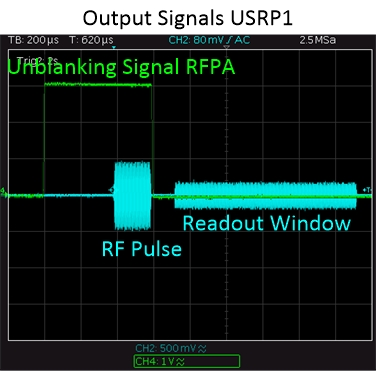 Output Signals USRP1
TB: 200µs T: 620µs CH2: 80mV / AC 2.5MSa
Unblanking Signal RFPA
RF Pulse
Readout Window
CH2: 500mV
CH4: 1V